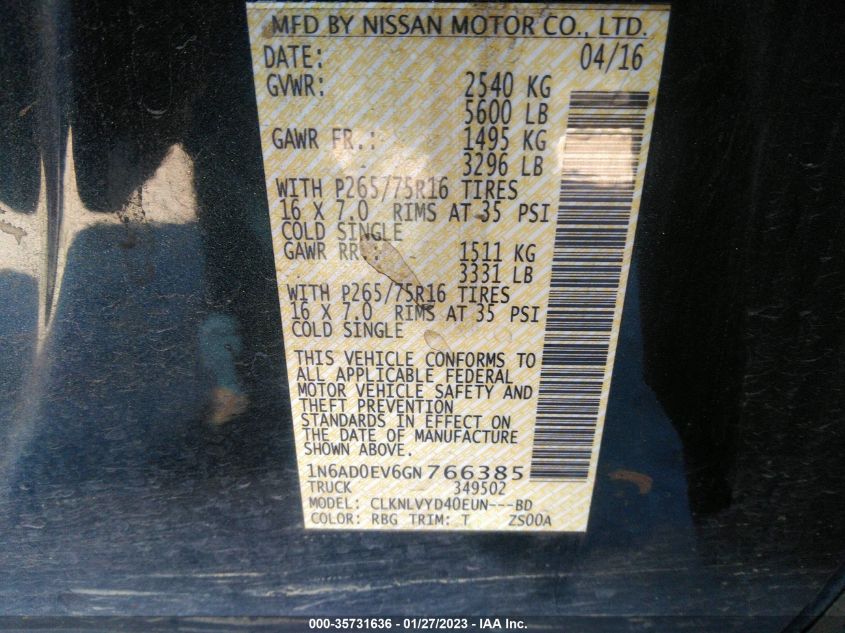 MFD BY NISSAN MOTOR CO., LTD.
DATE: 04/16
GVWR: 2540 KG
5600 LB
GAWR FR.: 1495 KG
3296 LB
WITH P265/75R16 TIRES
16 X 7.0 RIMS AT 35 PSI
COLD SINGLE
GAWR RR.: 1511 KG
3331 LB
WITH P265/75R16 TIRES
16 X 7.0 RIMS AT 35 PSI
COLD SINGLE
THIS VEHICLE CONFORMS TO
ALL APPLICABLE FEDERAL
MOTOR VEHICLE SAFETY AND
THEFT PREVENTION
STANDARDS IN EFFECT ON
THE DATE OF MANUFACTURE
SHOWN ABOVE.
1N6AD0EV6GN766385
TRUCK 349502
MODEL: CLKNLVYD40EUN---BD
COLOR: RBG TRIM: T ZS00A
000-35731636 - 01/27/2023 - IAA Inc.